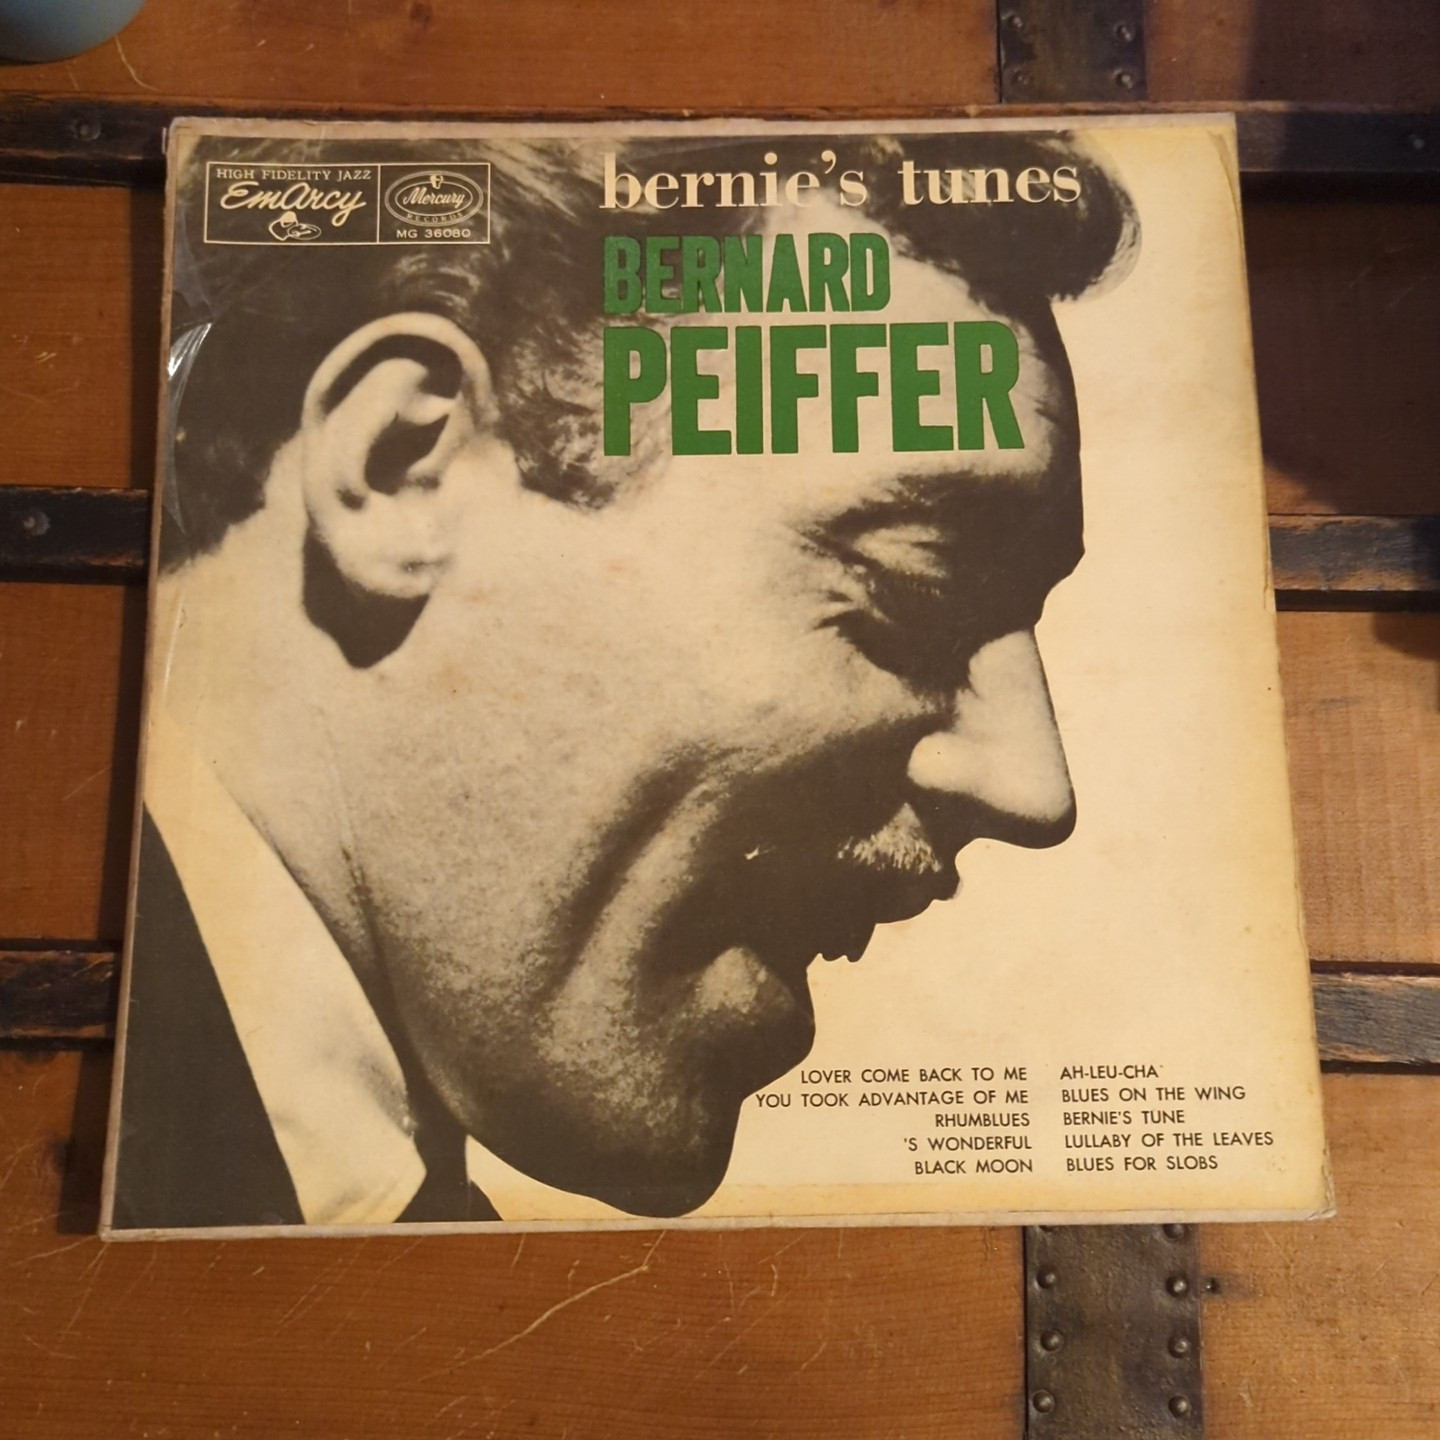 HIGH FIDELITY JAZZ
EmArcy
Mercury
RECORDS
MG 36080
bernie's tunes
BERNARD
PEIFFER
LOVER COME BACK TO ME
YOU TOOK ADVANTAGE OF ME
RHUMBLUES
'S WONDERFUL
BLACK MOON
AH-LEU-CHA
BLUES ON THE WING
BERNIE'S TUNE
LULLABY OF THE LEAVES
BLUES FOR SLOBS